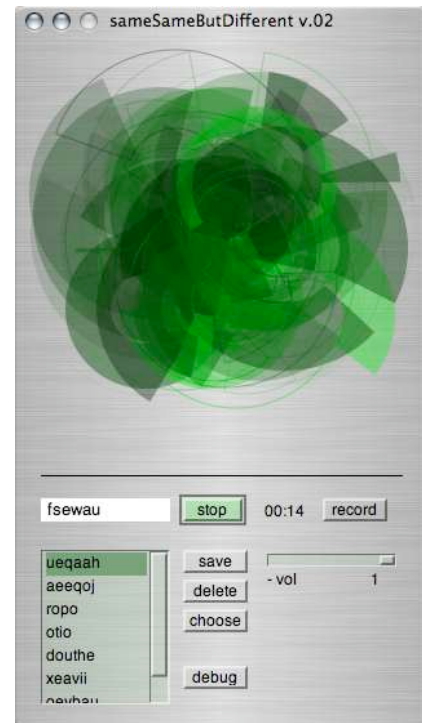 sameSameButDifferent v.02
fsewau stop 00:14 record
ueqaah save
aeeqoj delete
ropo choose
- vol 1
otio
douthe
xeavii debug